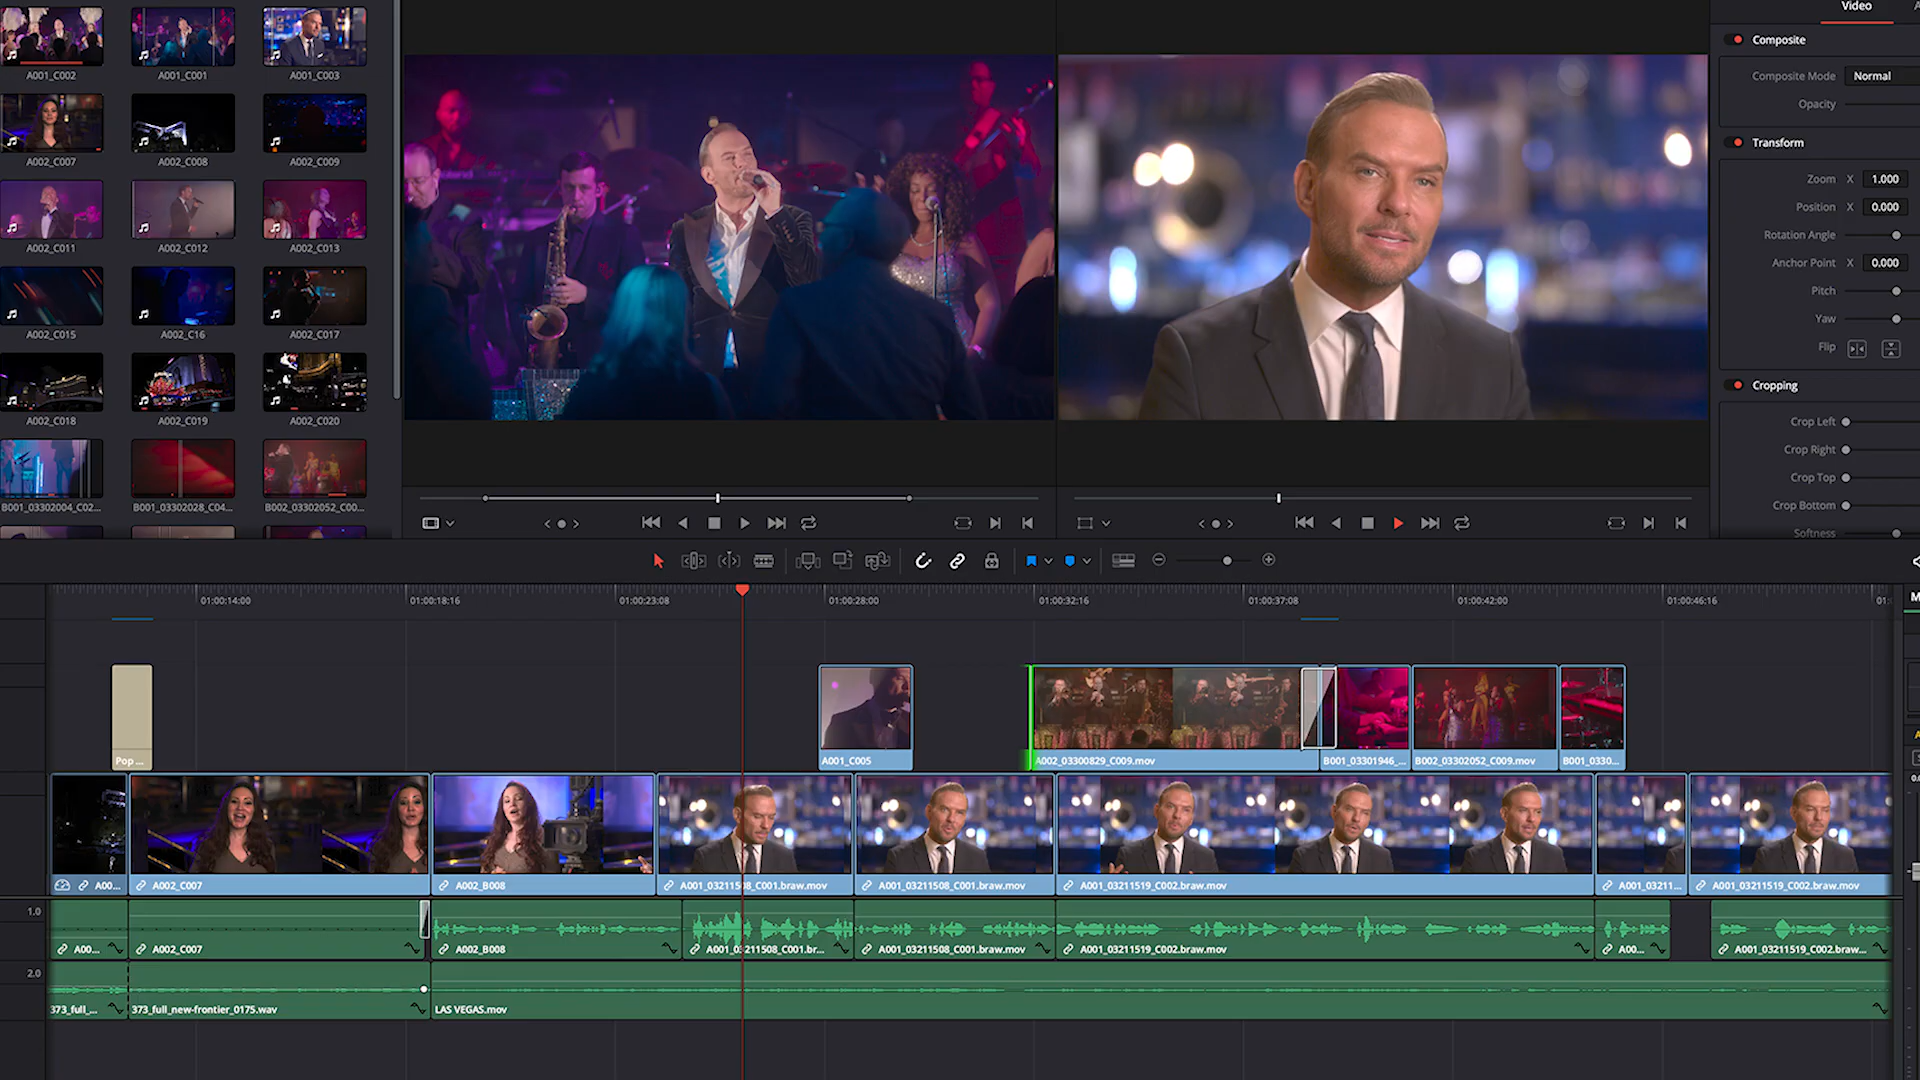 Video
A001_C002
A001_C001
A001_C003
A002_C007
A002_C008
A002_C009
A002_C011
A002_C012
A002_C013
A002_C015
A002_C16
A002_C017
A002_C018
A002_C019
A002_C020
B001_03302004_C02...
B001_03302028_C04...
B002_03302052_C00...
Composite
Composite Mode Normal
Opacity
Transform
Zoom X 1.000
Position X 0.000
Rotation Angle
Anchor Point X 0.000
Pitch
Yaw
Flip
Cropping
Crop Left
Crop Right
Crop Top
Crop Bottom
Softness
01:00:14:00 01:00:18:16 01:00:23:08 01:00:28:00 01:00:32:16 01:00:37:08 01:00:42:00 01:00:46:16
M
Pop ...
A001_C005
A002_03300829_C009.mov
B001_03301946_...
B002_03302052_C009.mov
B001_0330...
A00...
A002_C007
A002_B008
A001_03211508_C001.braw.mov
A001_03211508_C001.braw.mov
A001_03211519_C002.braw.mov
A001_03211...
A001_03211519_C002.braw.mov
1.0
A00...
A002_C007
A002_B008
A001_03211508_C001.br...
A001_03211508_C001.braw.mov
A001_03211519_C002.braw.mov
A00...
A001_03211519_C002.braw...
2.0
373_full_...
373_full_new-frontier_0175.wav
LAS VEGAS.mov